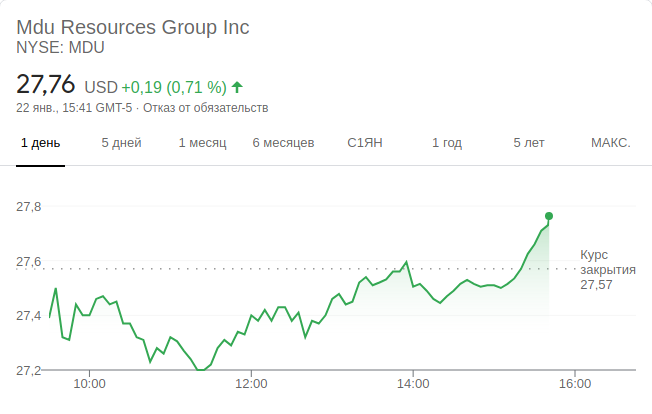 Mdu Resources Group Inc
NYSE: MDU
27,76 USD +0,19 (0,71 %)
22 янв., 15:41 GMT-5 · Отказ от обязательств
1 день 5 дней 1 месяц 6 месяцев С1ЯН 1 год 5 лет МАКС.
27,8
27,6
Курс
закрытия
27,57
27,4
27,2
10:00 12:00 14:00 16:00